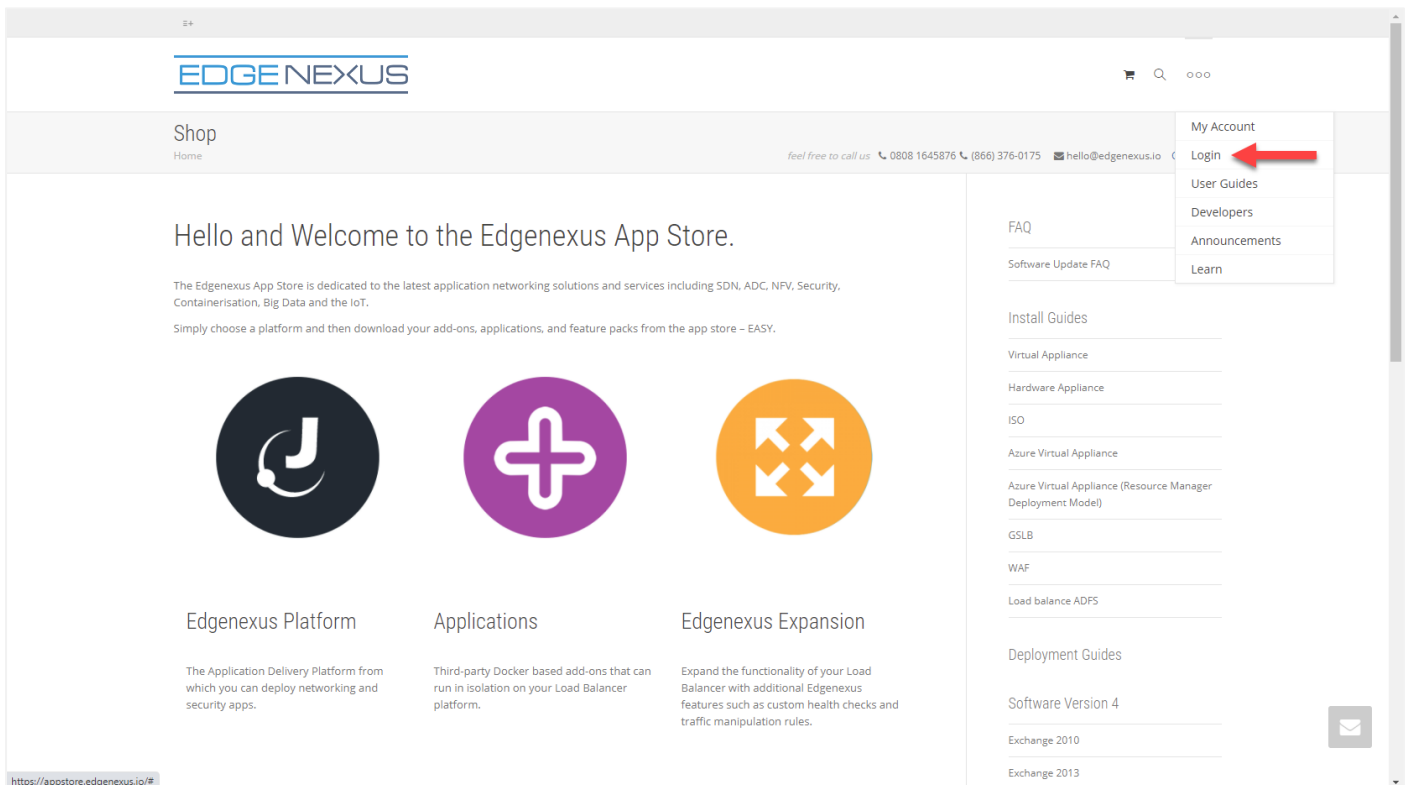 EDGENEXUS
Shop
Home
feel free to call us 0808 1645876 (866) 376-0175 hello@edgenexus.io
My Account
Login
User Guides
Developers
Announcements
Learn
Hello and Welcome to the Edgenexus App Store.
The Edgenexus App Store is dedicated to the latest application networking solutions and services including SDN, ADC, NFV, Security,
Containerisation, Big Data and the IoT.
Simply choose a platform and then download your add-ons, applications, and feature packs from the app store – EASY.
Edgenexus Platform
The Application Delivery Platform from
which you can deploy networking and
security apps.
Applications
Third-party Docker based add-ons that can
run in isolation on your Load Balancer
platform.
Edgenexus Expansion
Expand the functionality of your Load
Balancer with additional Edgenexus
features such as custom health checks and
traffic manipulation rules.
FAQ
Software Update FAQ
Install Guides
Virtual Appliance
Hardware Appliance
ISO
Azure Virtual Appliance
Azure Virtual Appliance (Resource Manager
Deployment Model)
GSLB
WAF
Load balance ADFS
Deployment Guides
Software Version 4
Exchange 2010
Exchange 2013
https://appstore.edgenexus.io/#